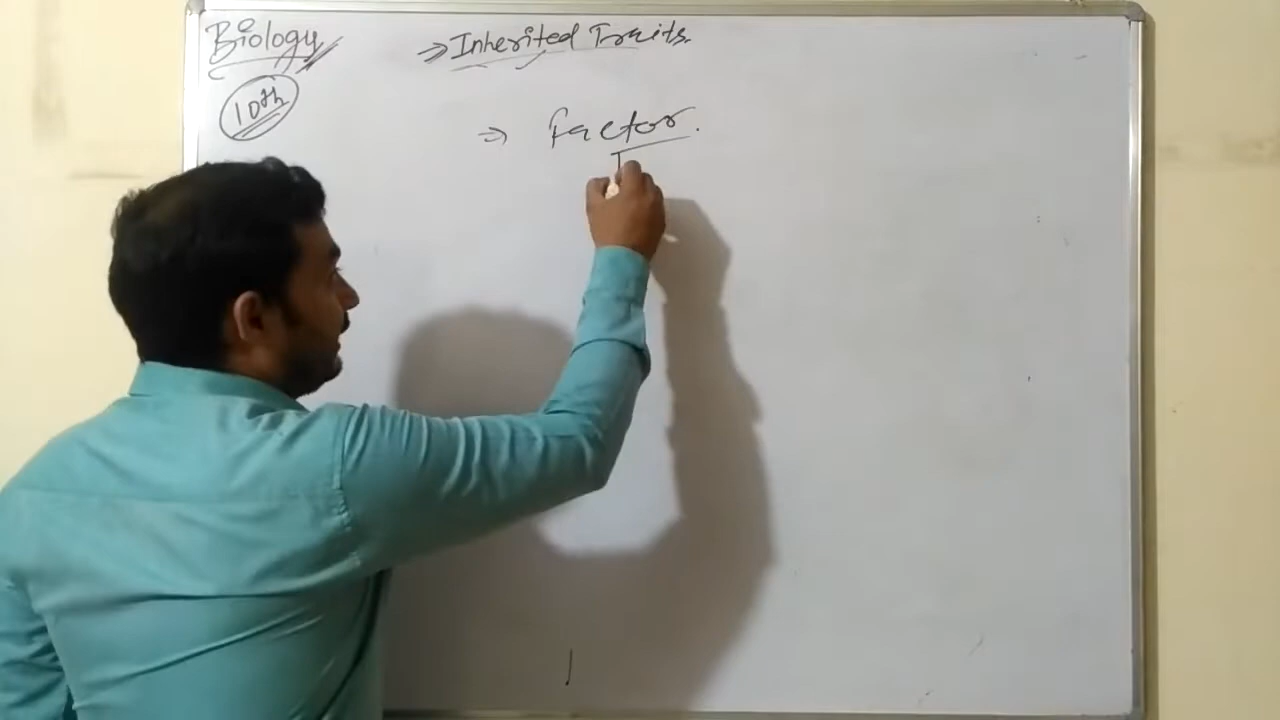 Biology
10th
⇒ Inherited Traits.
⇒ factor.